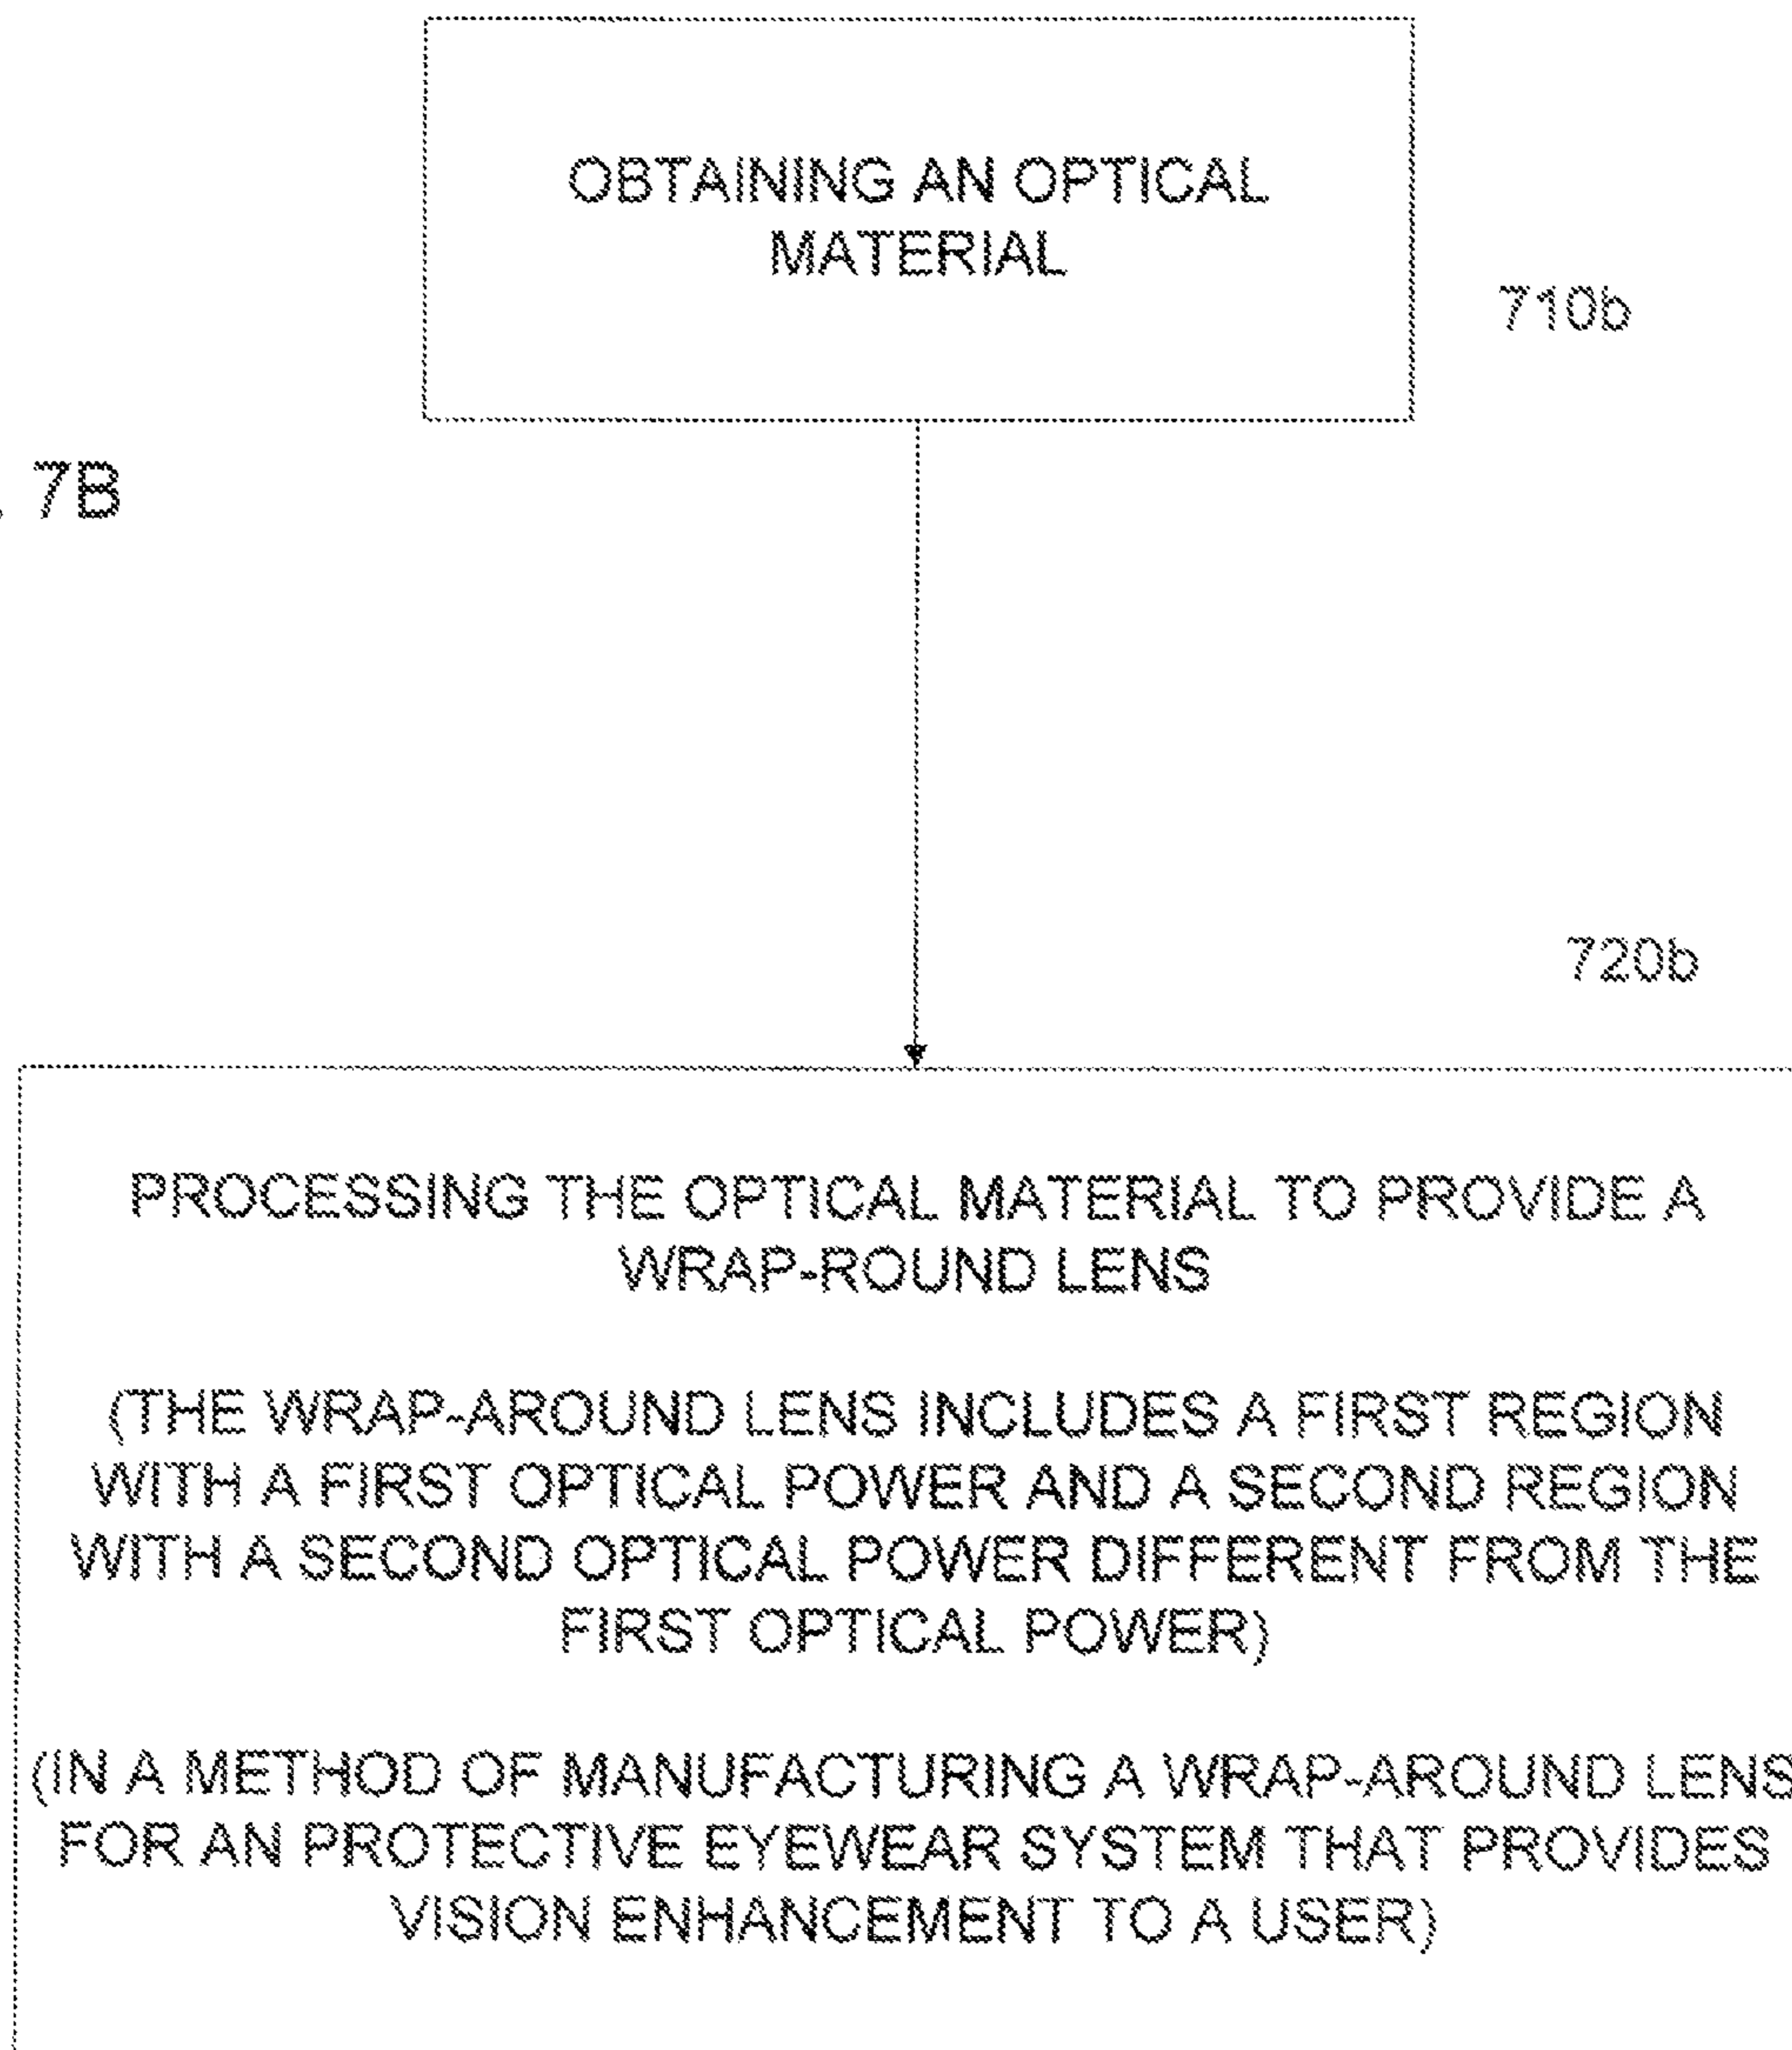 OBTAINING AN OPTICAL
MATERIAL
710b
7B
720b
PROCESSING THE OPTICAL MATERIAL TO PROVIDE A
WRAP-ROUND LENS
(THE WRAP-AROUND LENS INCLUDES A FIRST REGION
WITH A FIRST OPTICAL POWER AND A SECOND REGION
WITH A SECOND OPTICAL POWER DIFFERENT FROM THE
FIRST OPTICAL POWER)
(IN A METHOD OF MANUFACTURING A WRAP-AROUND LENS
FOR AN PROTECTIVE EYEWEAR SYSTEM THAT PROVIDES
VISION ENHANCEMENT TO A USER)